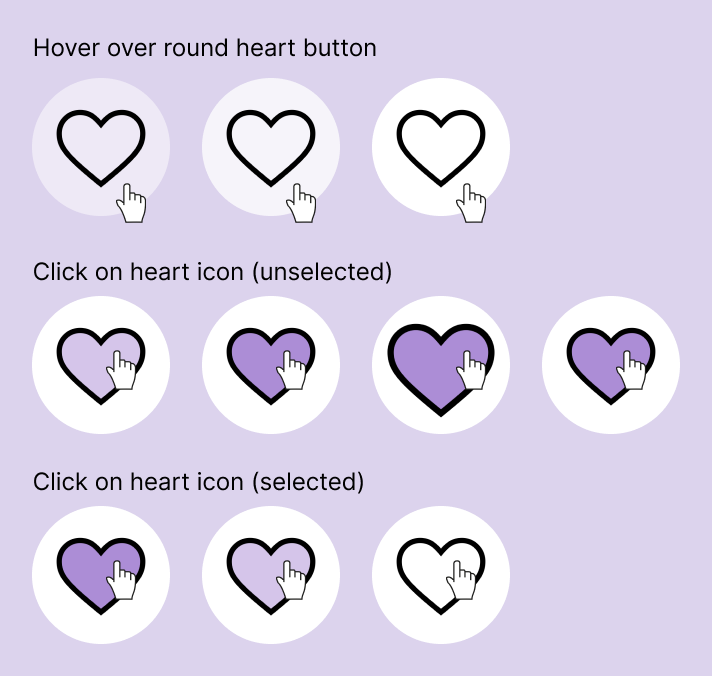 Hover over round heart button
Click on heart icon (unselected)
Click on heart icon (selected)